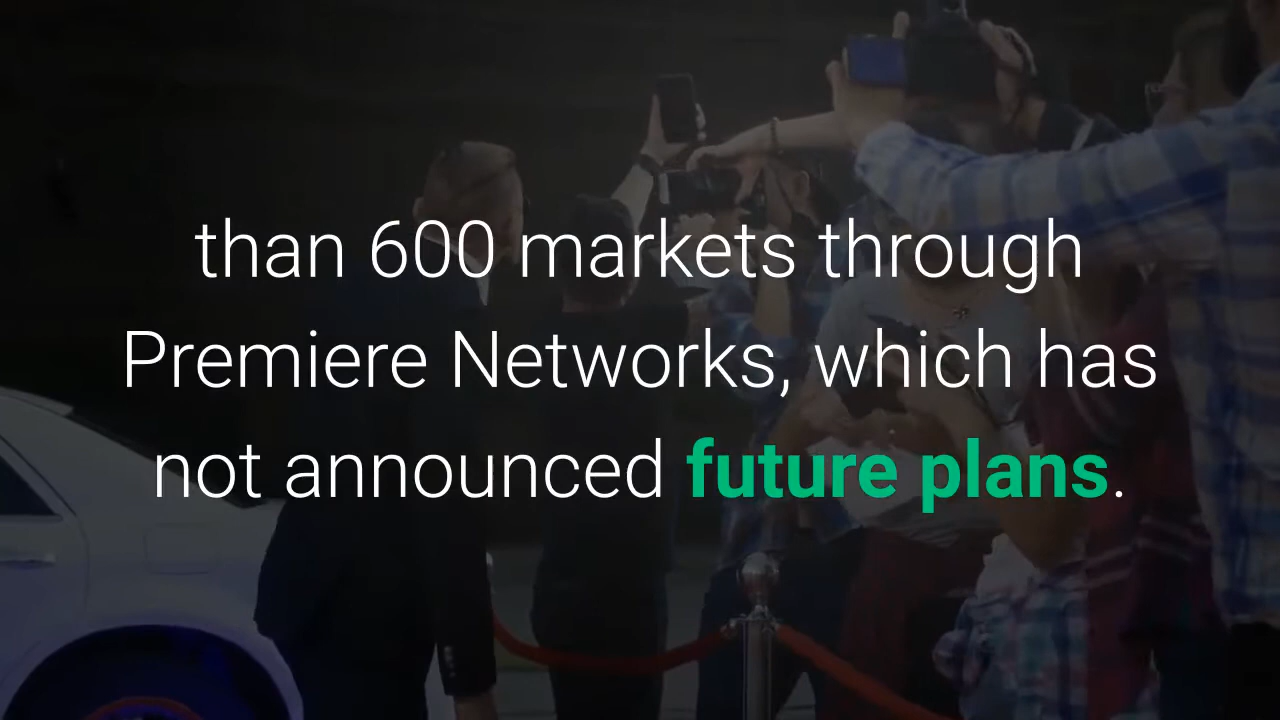 than 600 markets through
Premiere Networks, which has
not announced future plans.